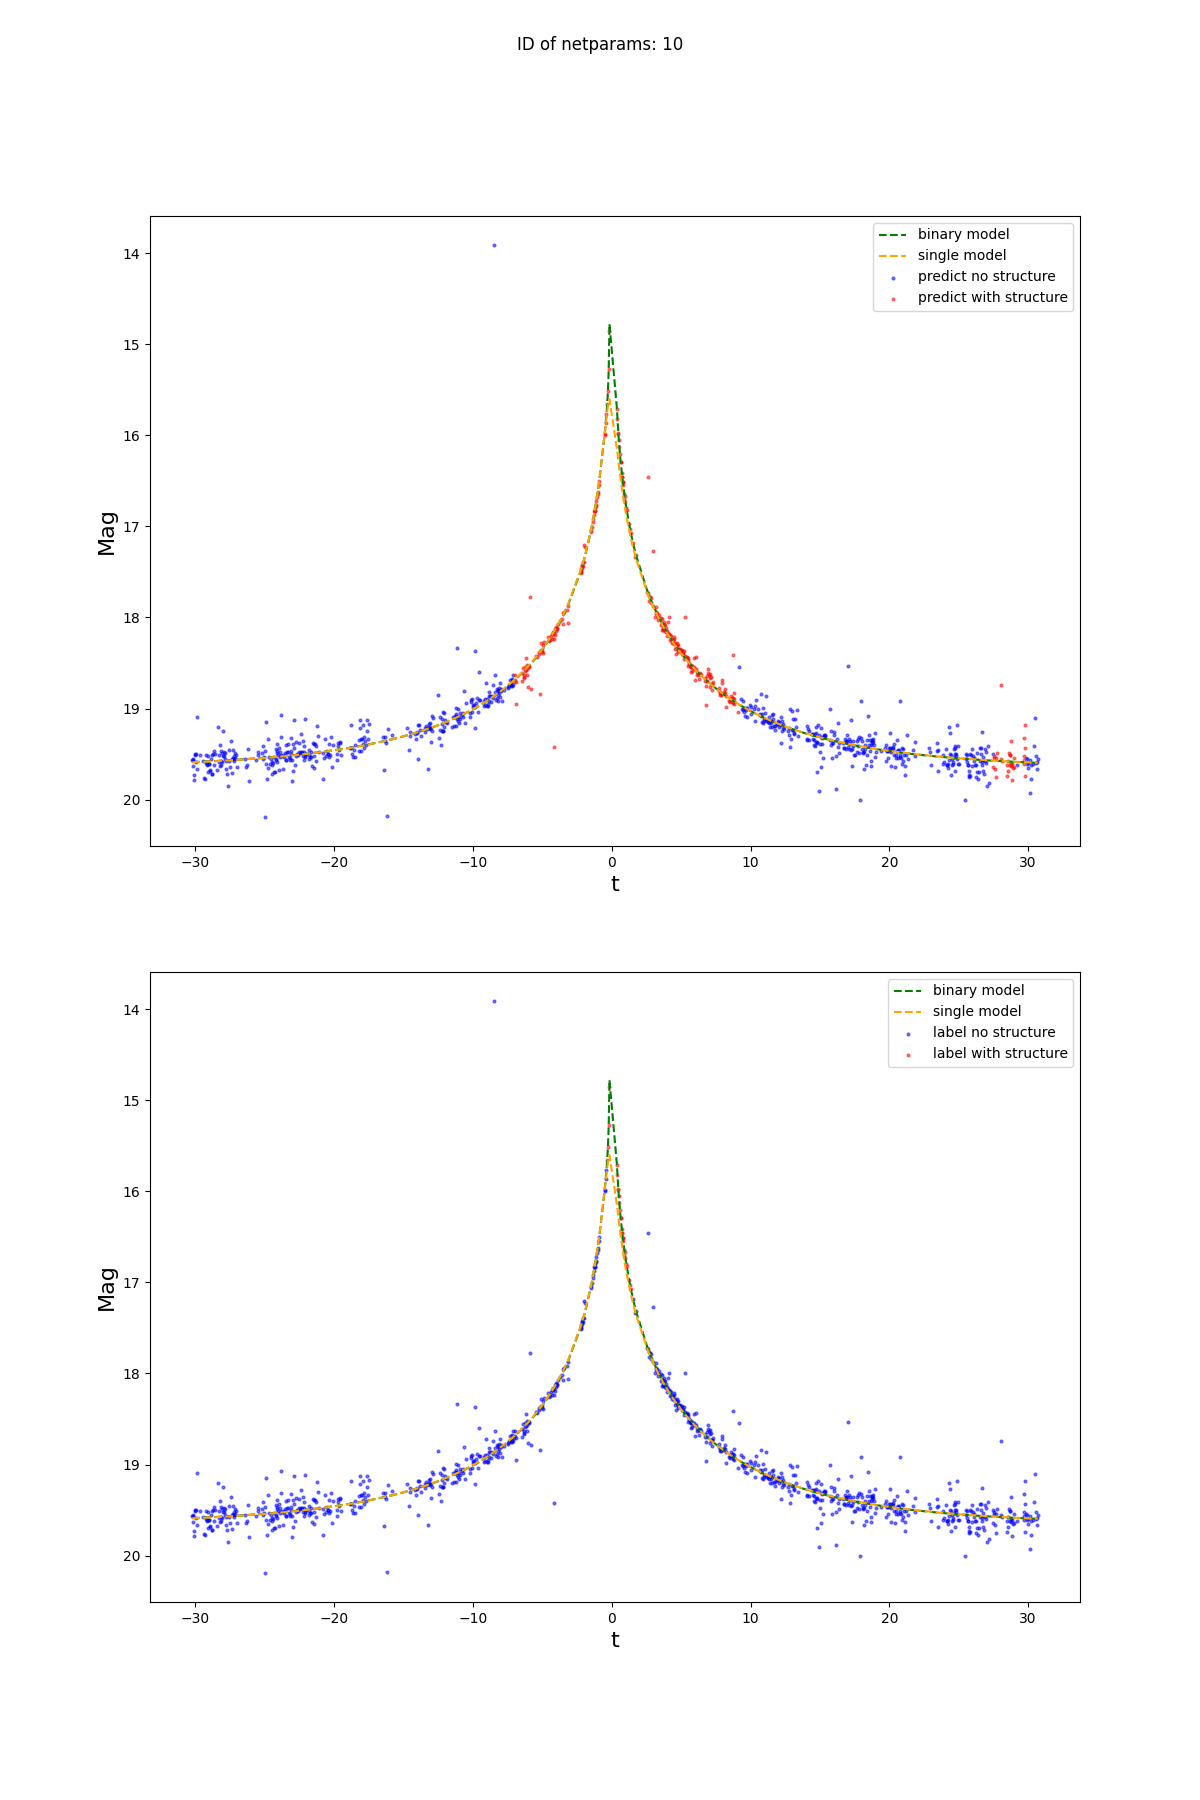 ID of netparams: 10
binary model
single model
predict no structure
predict with structure
14
15
16
17
18
19
20
Mag
−30
−20
−10
0
10
20
30
t
binary model
single model
label no structure
label with structure
14
15
16
17
18
19
20
Mag
−30
−20
−10
0
10
20
30
t